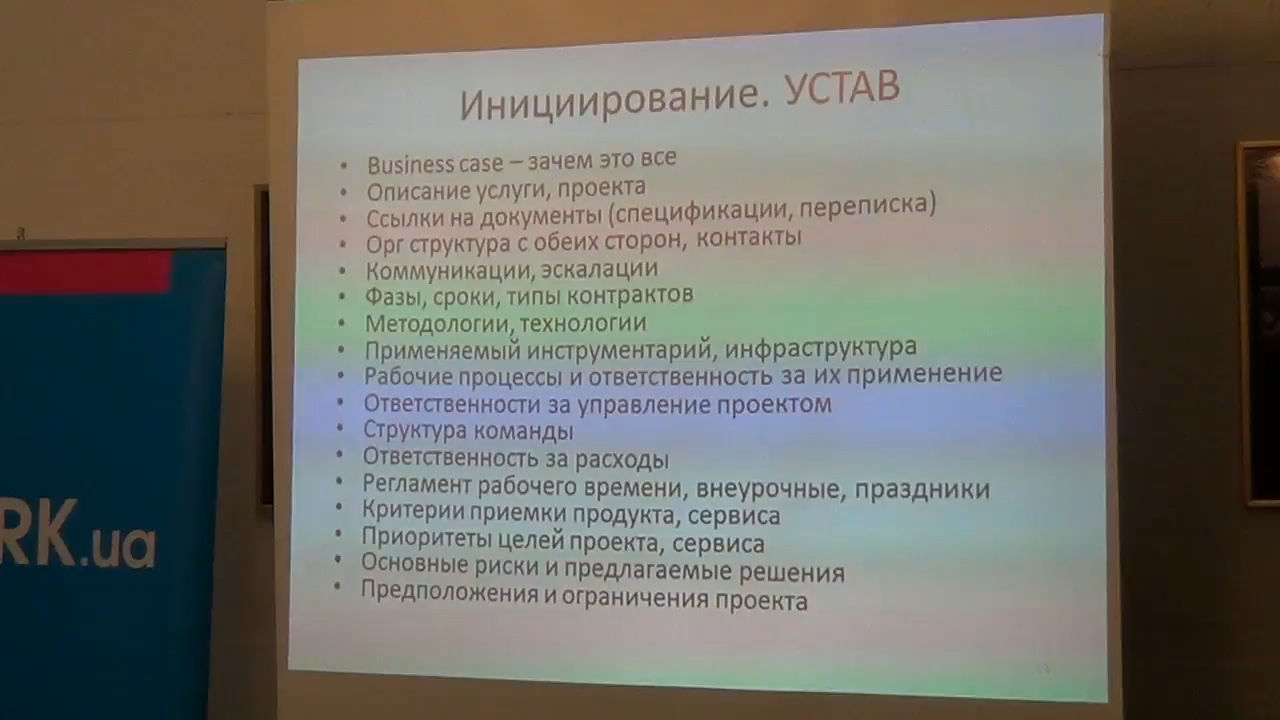 Инициирование. УСТАВ
• Business case – зачем это все
• Описание услуги, проекта
• Ссылки на документы (спецификации, переписка)
• Орг структура с обеих сторон, контакты
• Коммуникации, эскалации
• Фазы, сроки, типы контрактов
• Методологии, технологии
• Применяемый инструментарий, инфраструктура
• Рабочие процессы и ответственность за их применение
• Ответственности за управление проектом
• Структура команды
• Ответственность за расходы
• Регламент рабочего времени, внеурочные, праздники
• Критерии приемки продукта, сервиса
• Приоритеты целей проекта, сервиса
• Основные риски и предлагаемые решения
• Предположения и ограничения проекта
RK.ua